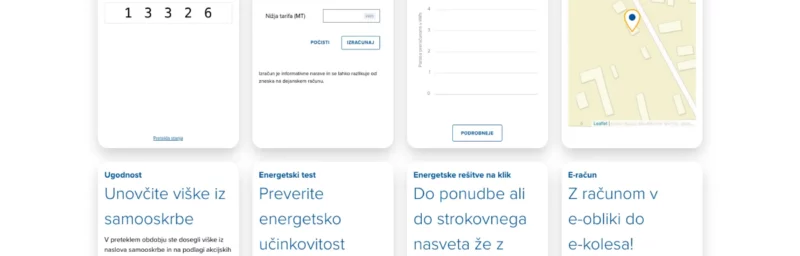 1 3 3 2 6
Pošljite stanje
Nižja tarifa (MT)
kWh
POČISTI
IZRAČUNAJ
Izračun je informativne narave in se lahko razlikuje od
zneska na dejanskem računu.
4
3
2
1
0
PODROBNEJE
Leaflet
Ugodnost
Unovčite viške iz
samooskrbe
V preteklem obdobju ste dosegli viške iz
naslova samooskrbe in na podlagi akcijskih
Energetski test
Preverite
energetsko
učinkovitost
Energetske rešitve na klik
Do ponudbe ali
do strokovnega
nasveta že z
E-račun
Z računom v
e-obliki do
e-kolesa!